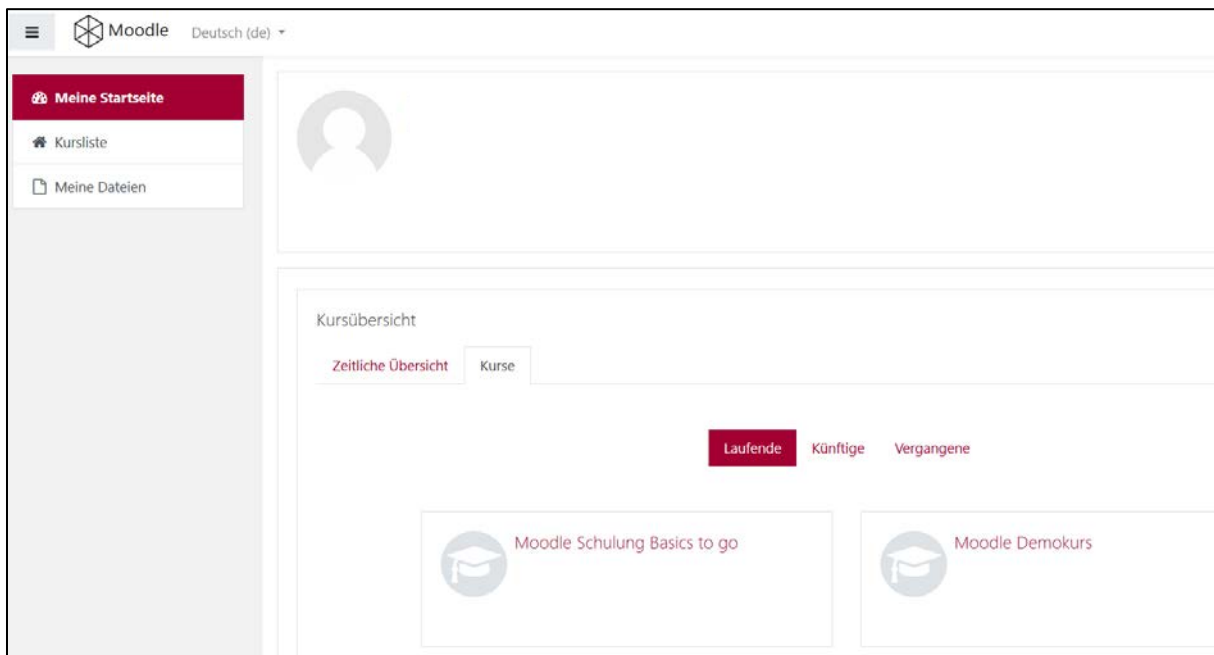 Moodle Deutsch (de)
Meine Startseite
Kursliste
Meine Dateien
Kursübersicht
Zeitliche Übersicht Kurse
Laufende Künftige Vergangene
Moodle Schulung Basics to go Moodle Demokurs